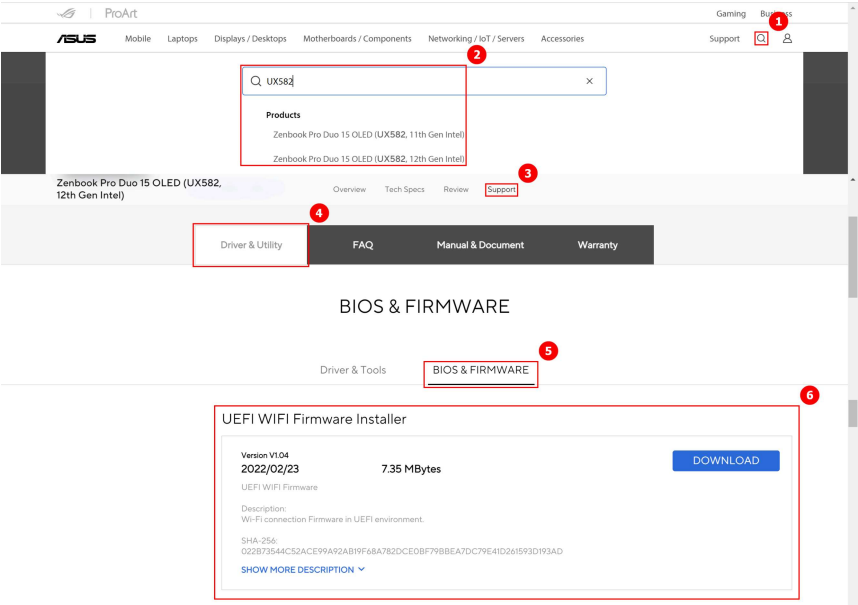 ProArt
Gaming Business
1
ASUS Mobile Laptops Displays / Desktops Motherboards / Components Networking / IoT / Servers Accessories Support
2
UX582
Products
Zenbook Pro Duo 15 OLED (UX582, 11th Gen Intel)
Zenbook Pro Duo 15 OLED (UX582, 12th Gen Intel)
3
Zenbook Pro Duo 15 OLED (UX582,
12th Gen Intel)
Overview Tech Specs Review Support
4
Driver & Utility FAQ Manual & Document Warranty
BIOS & FIRMWARE
5
Driver & Tools BIOS & FIRMWARE
6
UEFI WIFI Firmware Installer
Version V1.04
2022/02/23 7.35 MBytes
DOWNLOAD
UEFI WIFI Firmware
Description:
Wi-Fi connection Firmware in UEFI environment.
SHA-256:
022B73544C52ACE99A92AB19F68A782DCE0BF79BBEA7DC79E41D261593D193AD
SHOW MORE DESCRIPTION